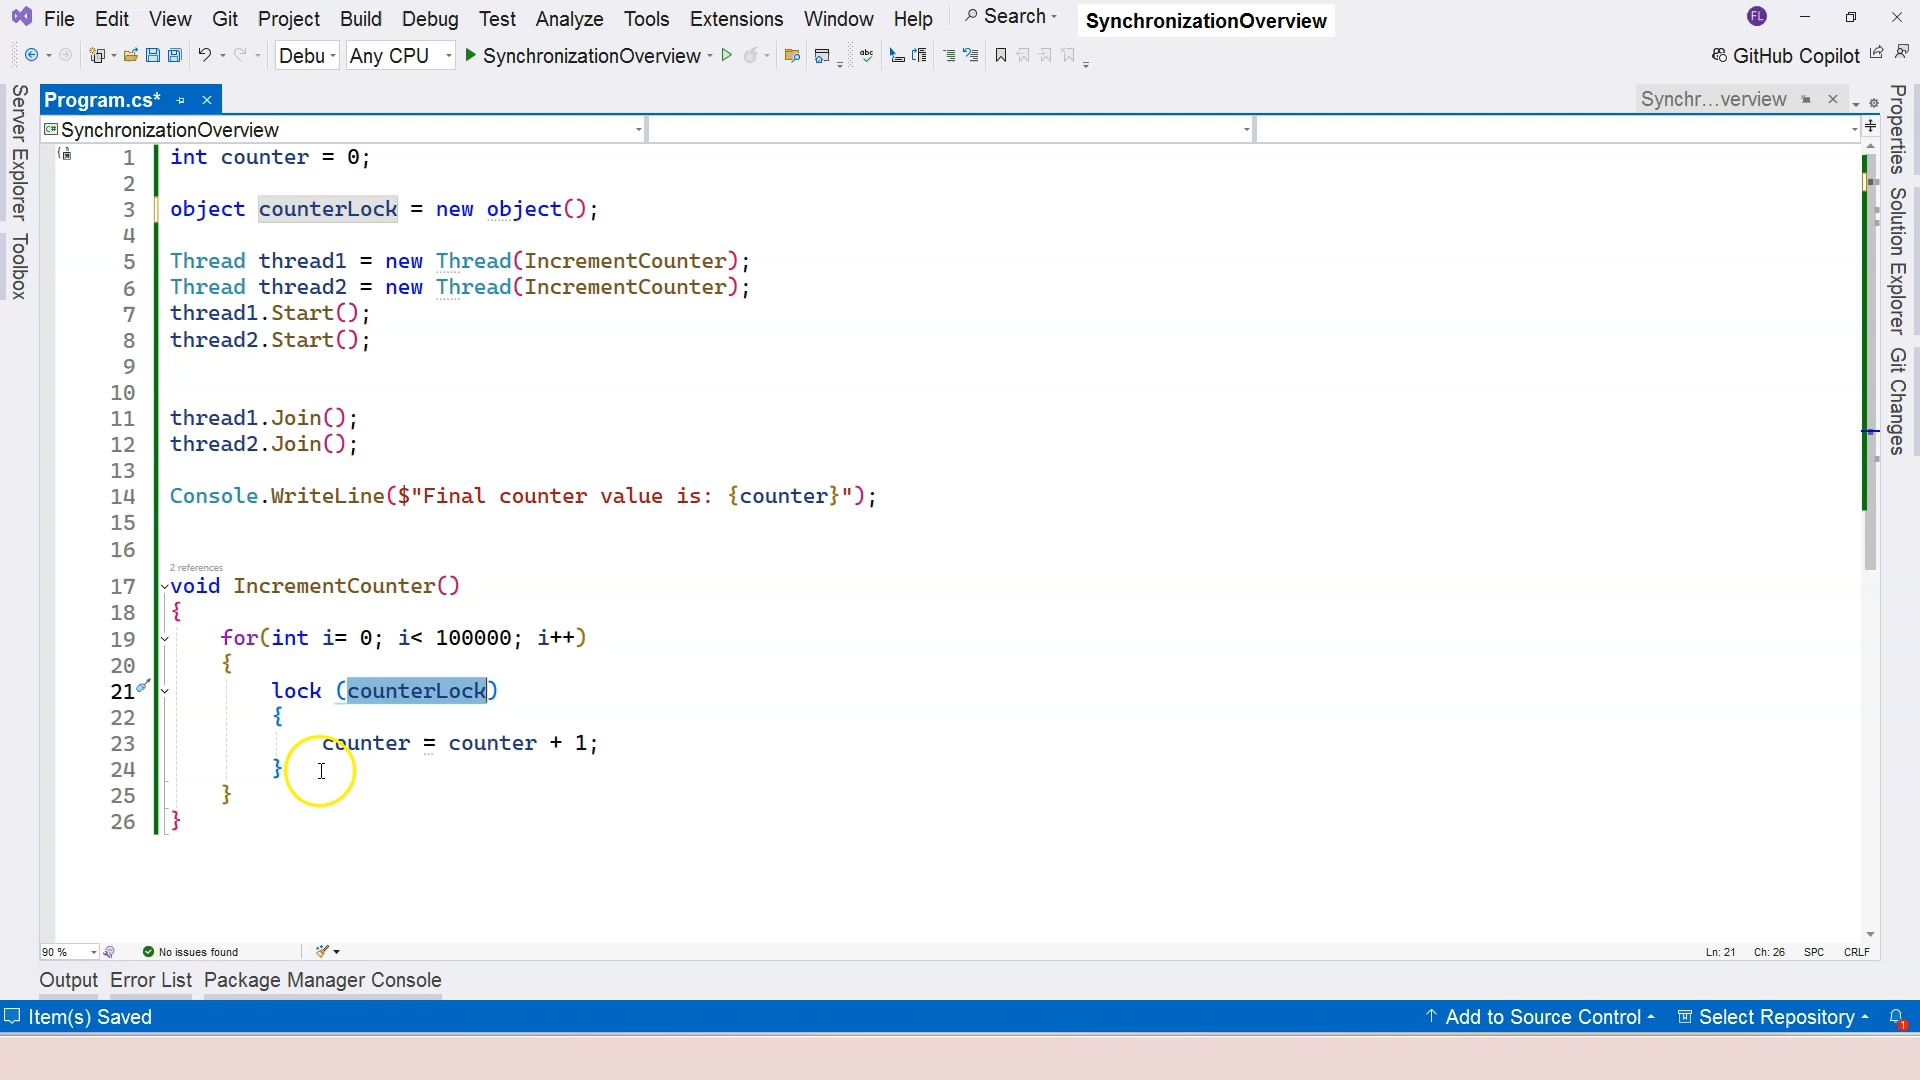 File Edit View Git Project Build Debug Test Analyze Tools Extensions Window Help Search SynchronizationOverview FL
Debu Any CPU SynchronizationOverview abc GitHub Copilot
Program.cs* Synchr...verview
C# SynchronizationOverview
Server Explorer
Toolbox
Properties
Solution Explorer
Git Changes
1 int counter = 0;
2
3 object counterLock = new object();
4
5 Thread thread1 = new Thread(IncrementCounter);
6 Thread thread2 = new Thread(IncrementCounter);
7 thread1.Start();
8 thread2.Start();
9
10
11 thread1.Join();
12 thread2.Join();
13
14 Console.WriteLine($"Final counter value is: {counter}");
15
16
2 references
17 void IncrementCounter()
18 {
19 for(int i= 0; i< 100000; i++)
20 {
21 lock (counterLock)
22 {
23 counter = counter + 1;
24 }
25 }
26 }
90 % No issues found Ln: 21 Ch: 26 SPC CRLF
Output Error List Package Manager Console
Item(s) Saved Add to Source Control Select Repository 1